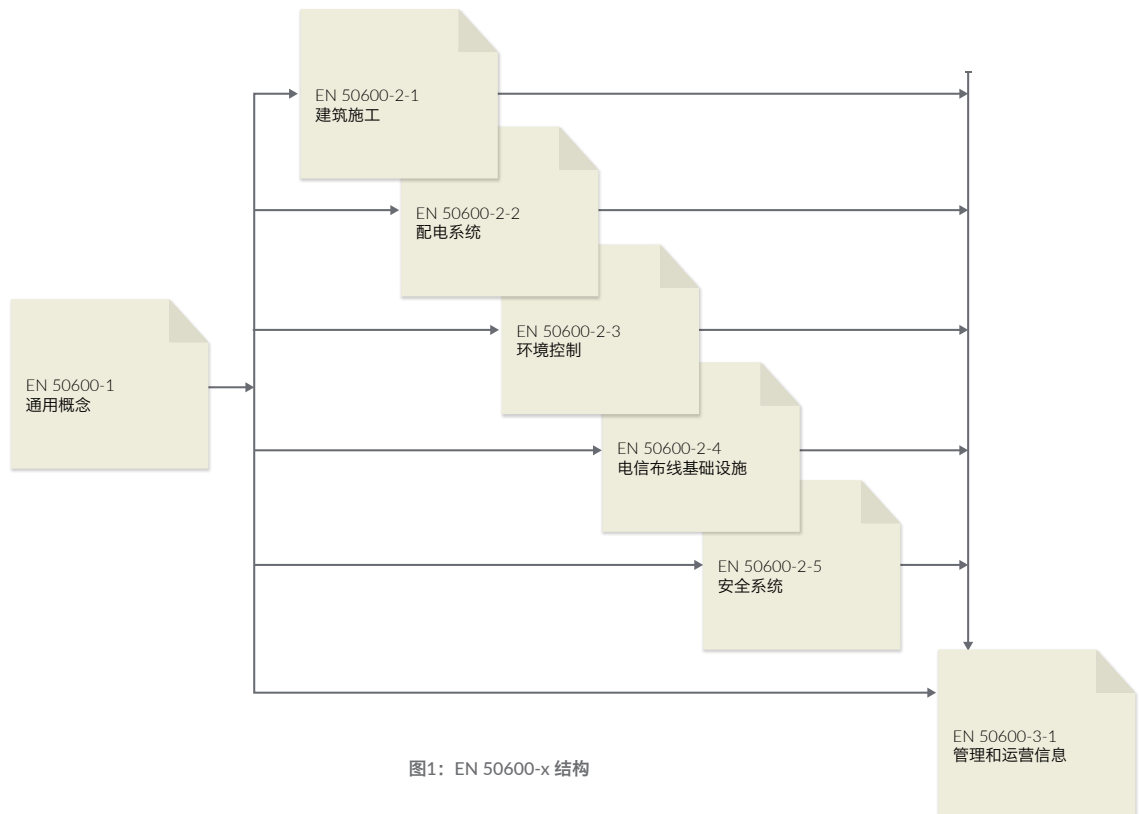 EN 50600-2-1
建筑施工
EN 50600-2-2
配电系统
EN 50600-2-3
环境控制
EN 50600-1
通用概念
EN 50600-2-4
电信布线基础设施
EN 50600-2-5
安全系统
EN 50600-3-1
管理和运营信息
图1：EN 50600-x 结构